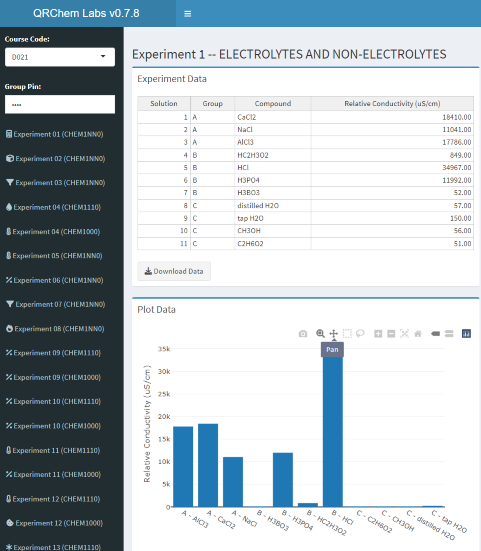 QRChem Labs v0.7.8
Course Code:
D021
Group Pin:
....
Experiment 01 (CHEM1NN0)
Experiment 02 (CHEM1NN0)
Experiment 03 (CHEM1NN0)
Experiment 04 (CHEM1110)
Experiment 04 (CHEM1000)
Experiment 05 (CHEM1NN0)
Experiment 06 (CHEM1NN0)
Experiment 07 (CHEM1NN0)
Experiment 08 (CHEM1NN0)
Experiment 09 (CHEM1110)
Experiment 09 (CHEM1000)
Experiment 10 (CHEM1110)
Experiment 10 (CHEM1000)
Experiment 11 (CHEM1110)
Experiment 11 (CHEM1000)
Experiment 12 (CHEM1110)
Experiment 12 (CHEM1000)
Experiment 13 (CHEM1110)
Experiment 1 -- ELECTROLYTES AND NON-ELECTROLYTES
Experiment Data
Solution Group Compound Relative Conductivity (uS/cm)
1 A CaCl2 18410.00
2 A NaCl 11041.00
3 A AlCl3 17786.00
4 B HC2H3O2 849.00
5 B HCl 34967.00
6 B H3PO4 11992.00
7 B H3BO3 52.00
8 C distilled H2O 57.00
9 C tap H2O 150.00
10 C CH3OH 56.00
11 C C2H6O2 51.00
Download Data
Plot Data
Pan
Relative Conductivity (uS/cm)
35k
30k
25k
20k
15k
10k
5k
0
A - AlCl3
A - CaCl2
A - NaCl
B - H3BO3
B - H3PO4
B - HC2H3O2
B - HCl
C - C2H6O2
C - CH3OH
C - distilled H2O
C - tap H2O